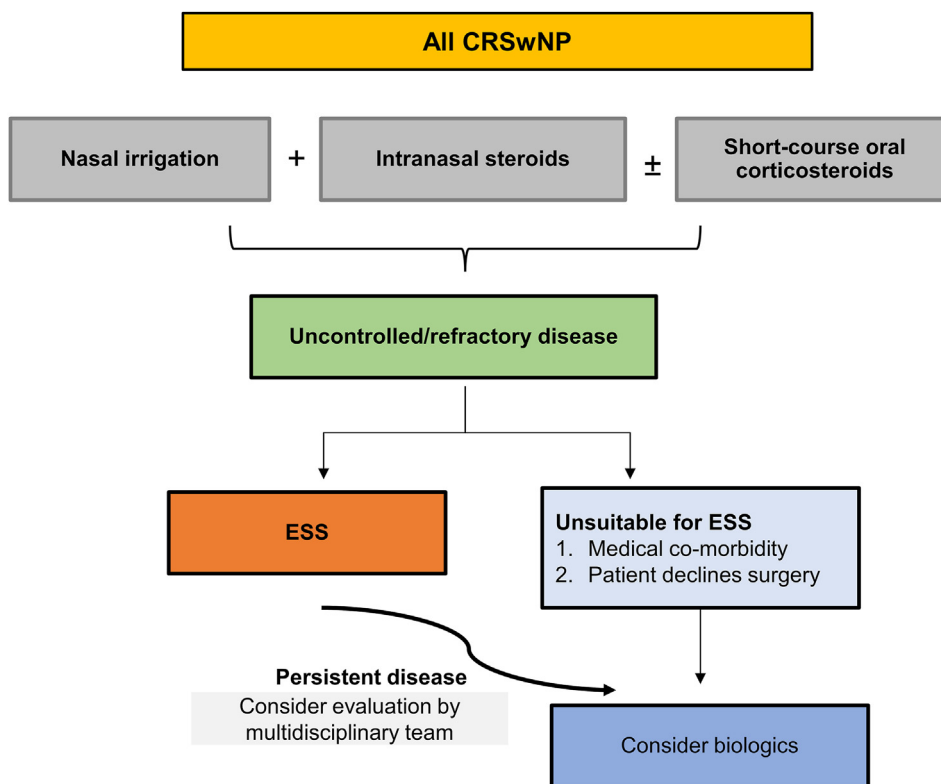 All CRSwNP
Nasal irrigation
+
Intranasal steroids
±
Short-course oral
corticosteroids
Uncontrolled/refractory disease
ESS
Unsuitable for ESS
1. Medical co-morbidity
2. Patient declines surgery
Persistent disease
Consider evaluation by
multidisciplinary team
Consider biologics